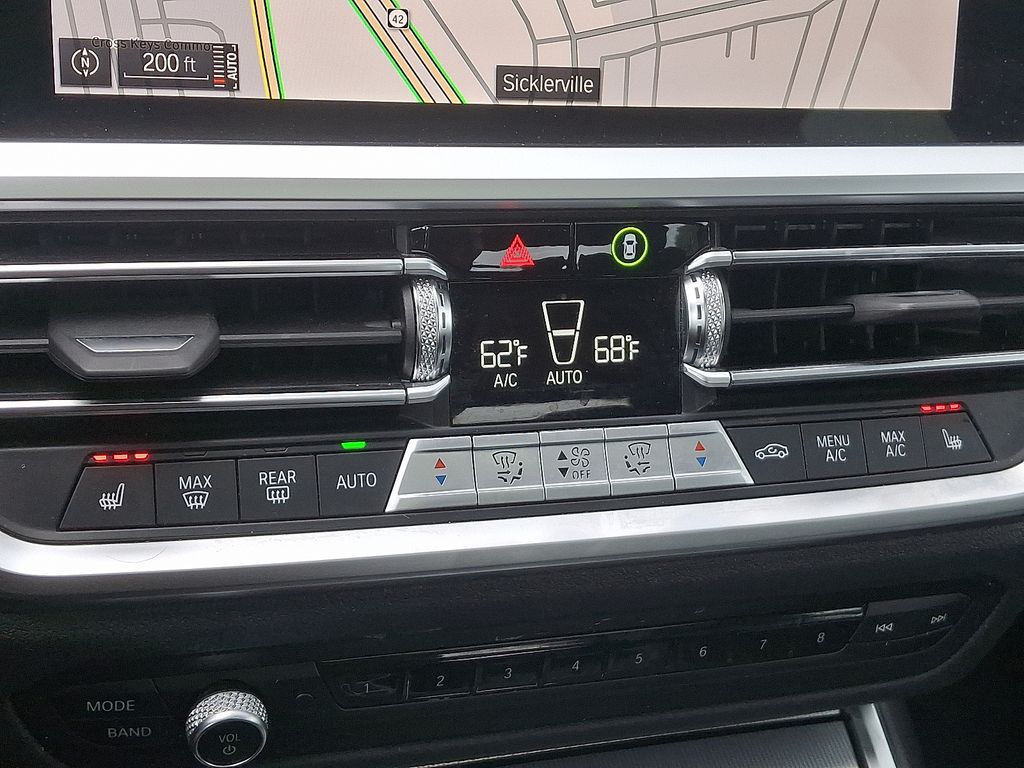 42
Cross Keys Commo
N
200 ft
AUTO
Sicklerville
62°F
68°F
A/C
AUTO
MAX
REAR
AUTO
OFF
MENU
A/C
MAX
A/C
1
2
3
4
5
6
7
8
MODE
BAND
VOL